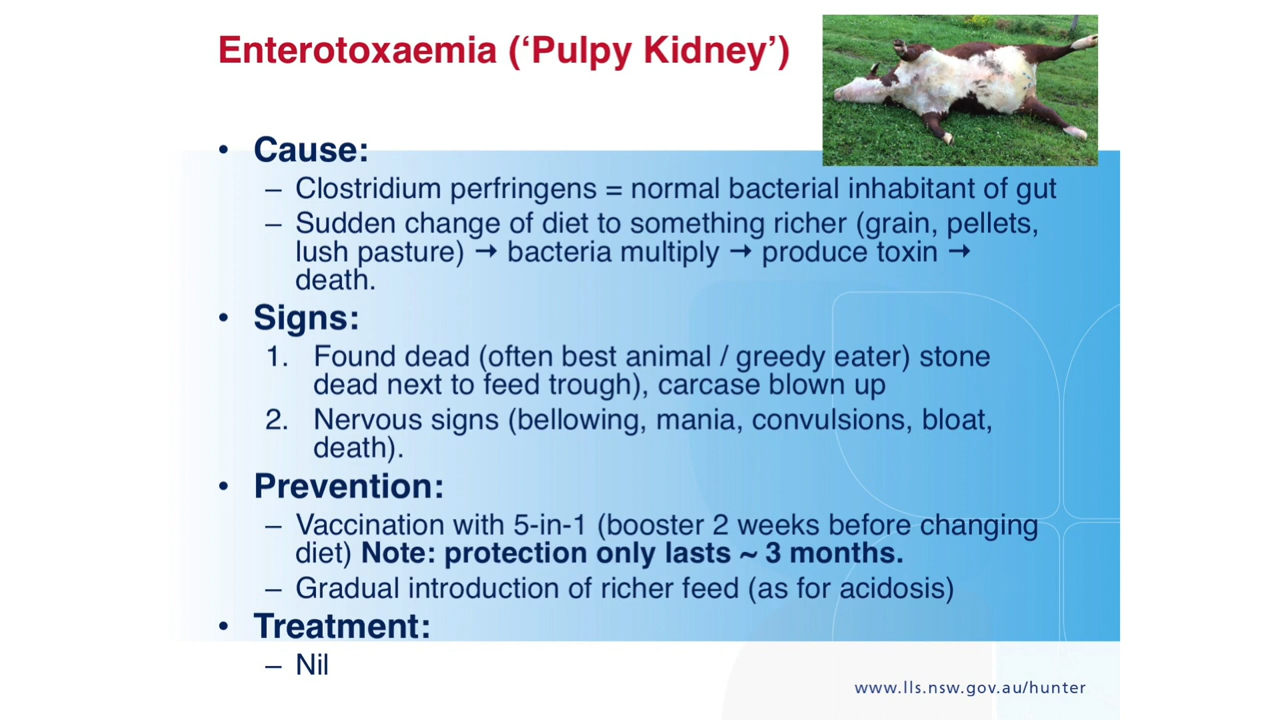 Enterotoxaemia (‘Pulpy Kidney’)
• Cause:
– Clostridium perfringens = normal bacterial inhabitant of gut
– Sudden change of diet to something richer (grain, pellets,
lush pasture) → bacteria multiply → produce toxin →
death.
• Signs:
1. Found dead (often best animal / greedy eater) stone
dead next to feed trough), carcase blown up
2. Nervous signs (bellowing, mania, convulsions, bloat,
death).
• Prevention:
– Vaccination with 5-in-1 (booster 2 weeks before changing
diet) Note: protection only lasts ~ 3 months.
– Gradual introduction of richer feed (as for acidosis)
• Treatment:
– Nil
www.lls.nsw.gov.au/hunter